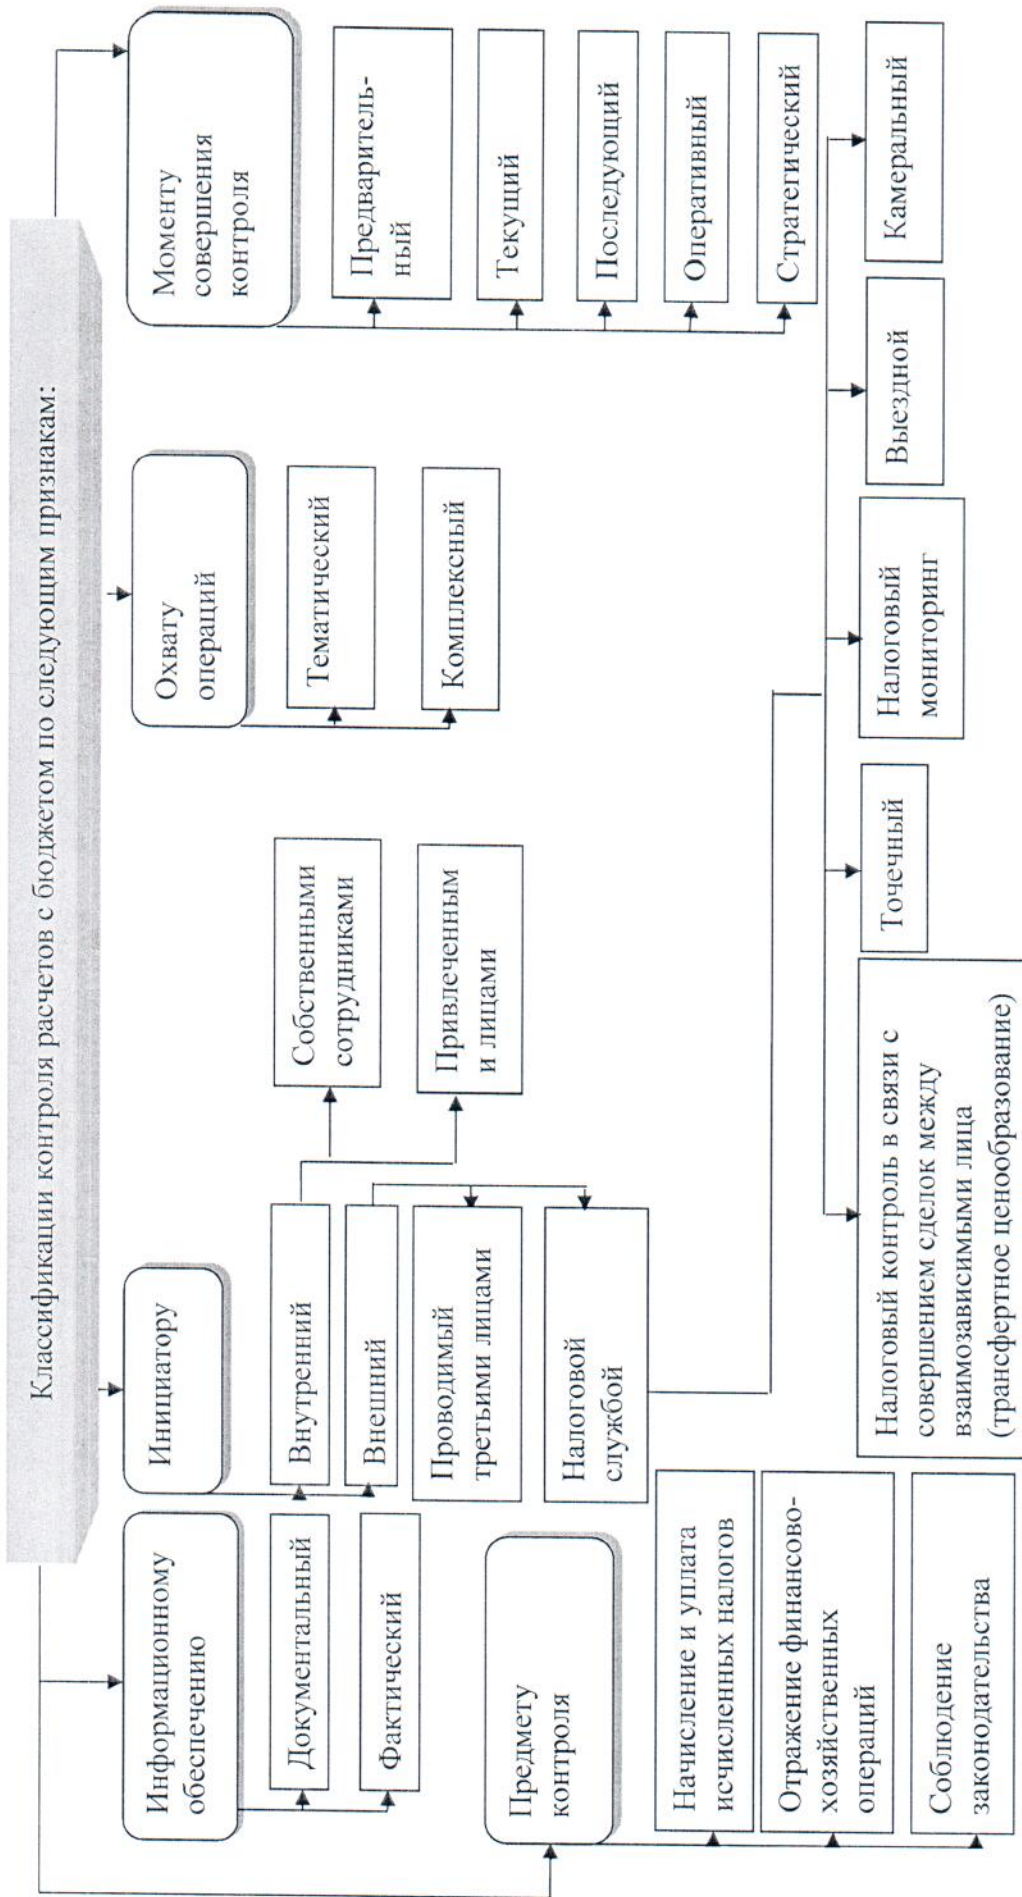 Классификации контроля расчетов с бюджетом по следующим признакам:
Информационному
обеспечению
Документальный
Фактический
Предмету
контроля
Начисление и уплата
исчисленных налогов
Отражение финансово-
хозяйственных
операций
Соблюдение
законодательства
Инициатору
Внутренний
Внешний
Проводимый
третьими лицами
Налоговой
службой
Собственными
сотрудниками
Привлеченным
и лицами
Охвату
операций
Тематический
Комплексный
Моменту
совершения
контроля
Предваритель-
ный
Текущий
Последующий
Оперативный
Стратегический
Налоговый контроль в связи с
совершением сделок между
взаимозависимыми лица
(трансфертное ценообразование)
Точечный
Налоговый
мониторинг
Выездной
Камеральный